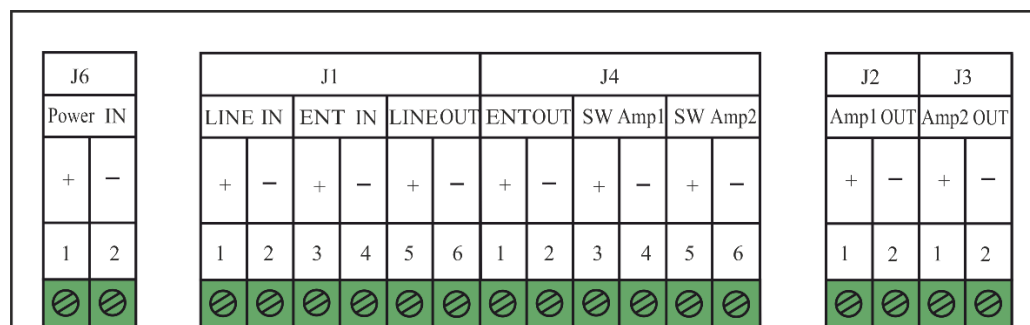 J6 J1 J4 J2 J3
Power IN LINE IN ENT IN LINEOUT ENTOUT SW Amp1 SW Amp2 Amp1 OUT Amp2 OUT
+ − + − + − + − + − + − + − + − + −
1 2 1 2 3 4 5 6 1 2 3 4 5 6 1 2 1 2